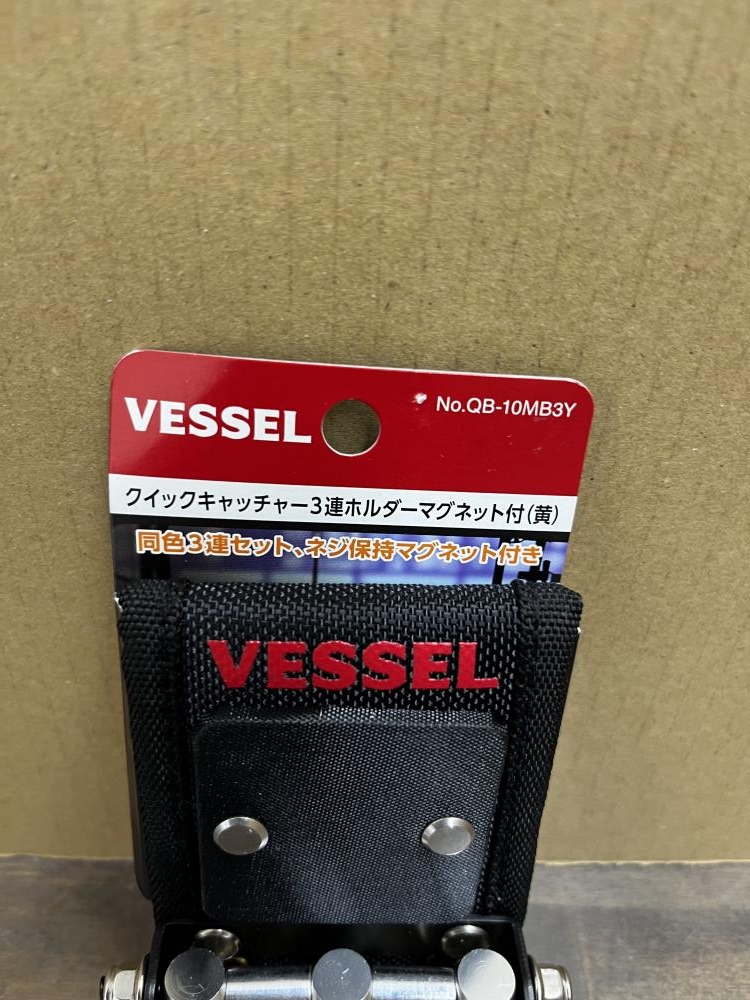 VESSEL
No.QB-10MB3Y
クイックキャッチャー3連ホルダーマグネット付(黄)
同色3連セット、ネジ保持マグネット付き
VESSEL